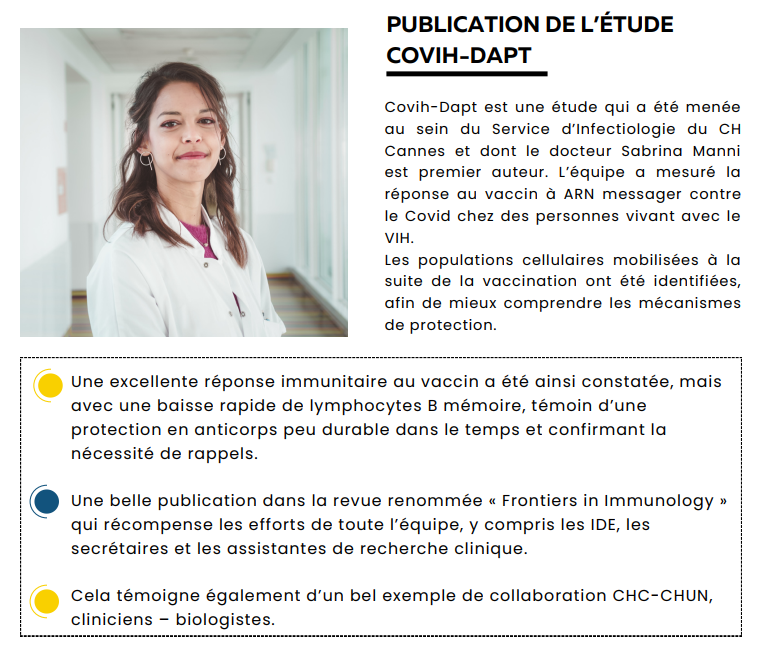 PUBLICATION DE L'ÉTUDE
COVIH-DAPT
Covih-Dapt est une étude qui a été menée
au sein du Service d'Infectiologie du CH
Cannes et dont le docteur Sabrina Manni
est premier auteur. L'équipe a mesuré la
réponse au vaccin à ARN messager contre
le Covid chez des personnes vivant avec le
VIH.
Les populations cellulaires mobilisées à la
suite de la vaccination ont été identifiées,
afin de mieux comprendre les mécanismes
de protection.
Une excellente réponse immunitaire au vaccin a été ainsi constatée, mais
avec une baisse rapide de lymphocytes B mémoire, témoin d'une
protection en anticorps peu durable dans le temps et confirmant la
nécessité de rappels.
Une belle publication dans la revue renommée « Frontiers in Immunology »
qui récompense les efforts de toute l'équipe, y compris les IDE, les
secrétaires et les assistantes de recherche clinique.
Cela témoigne également d'un bel exemple de collaboration CHC-CHUN,
cliniciens – biologistes.